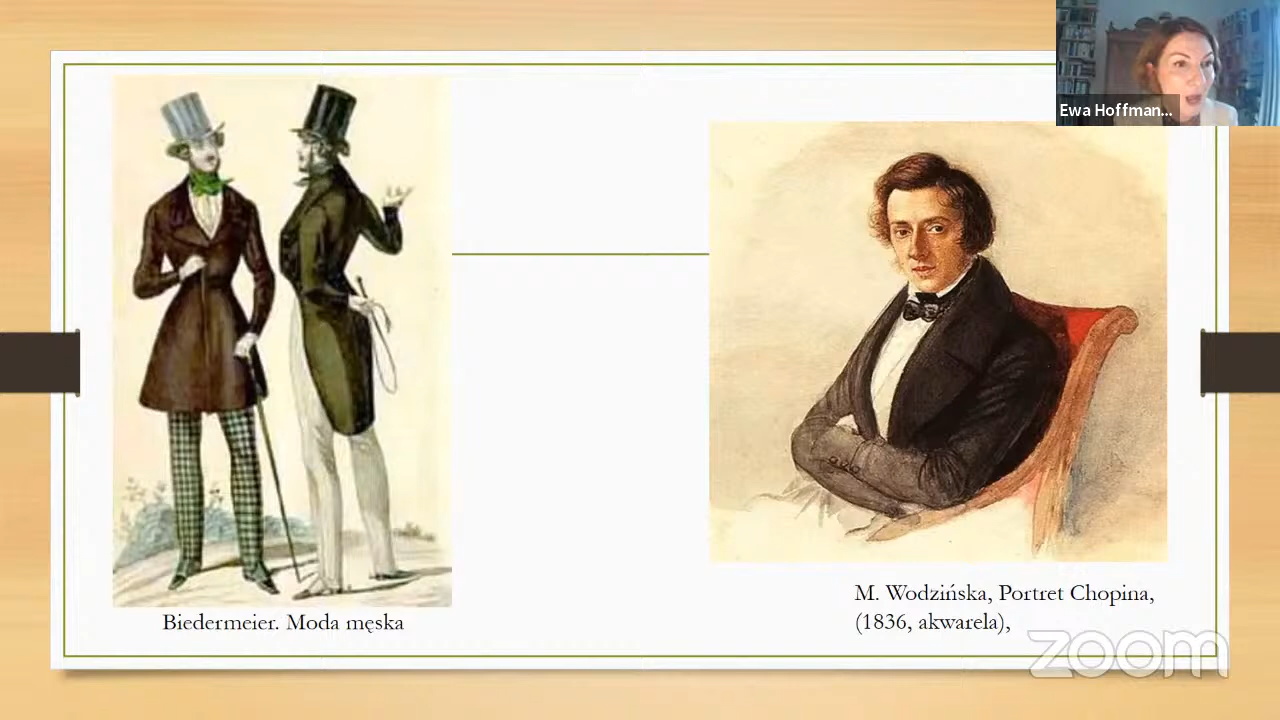 Ewa Hoffman...
Biedermeier. Moda męska
M. Wodzińska, Portret Chopina,
(1836, akwarela),
zoom